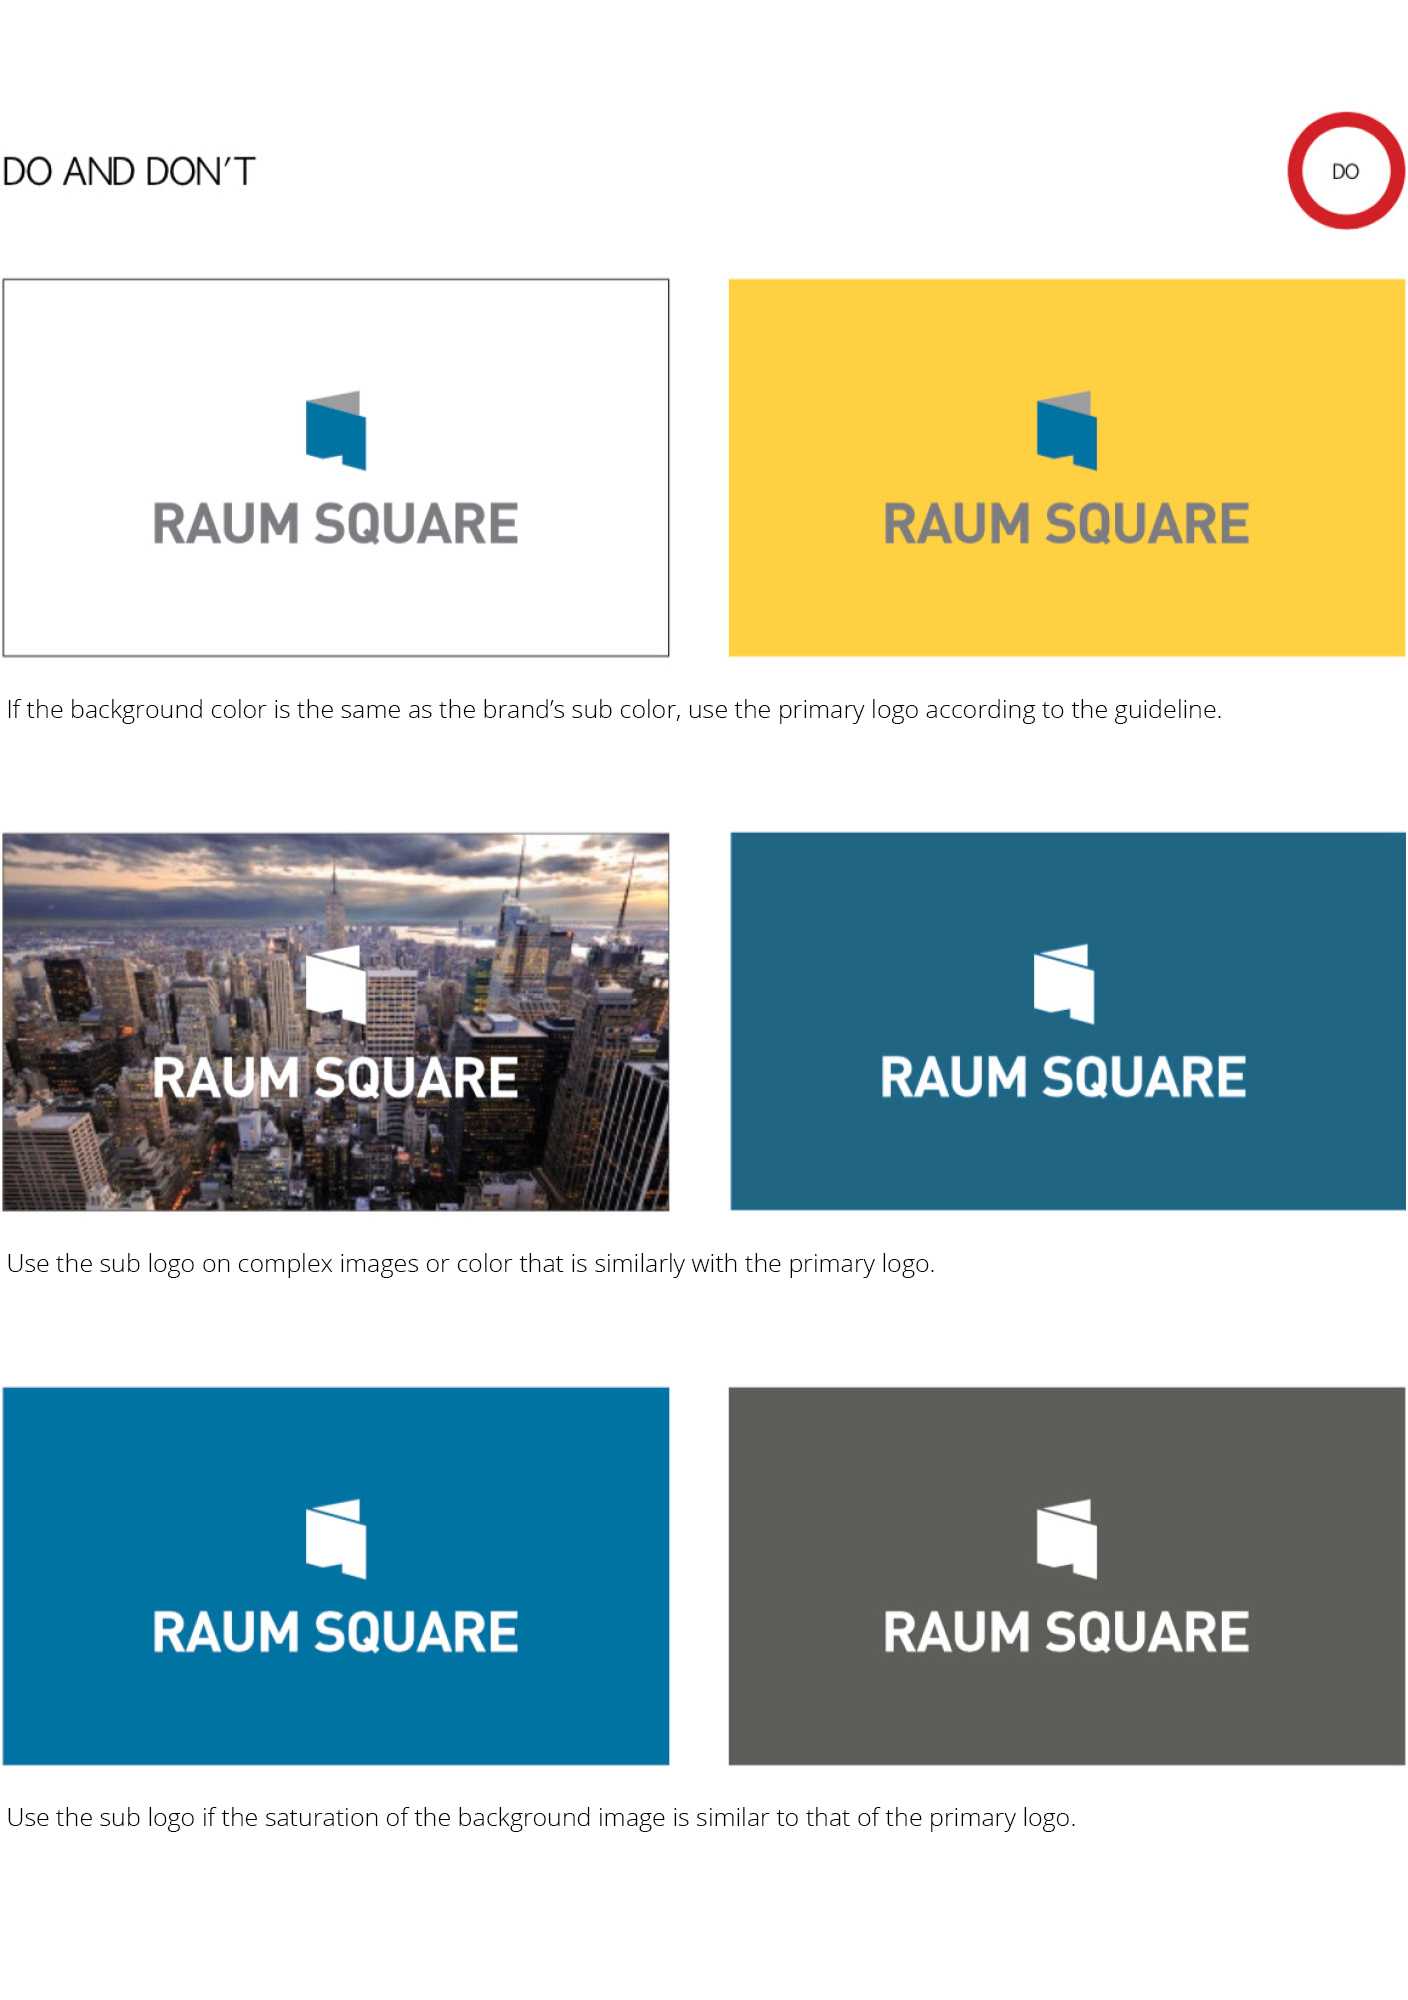 DO AND DON'T
DO
RAUM SQUARE
RAUM SQUARE
If the background color is the same as the brand’s sub color, use the primary logo according to the guideline.
RAUM SQUARE
RAUM SQUARE
Use the sub logo on complex images or color that is similarly with the primary logo.
RAUM SQUARE
RAUM SQUARE
Use the sub logo if the saturation of the background image is similar to that of the primary logo.